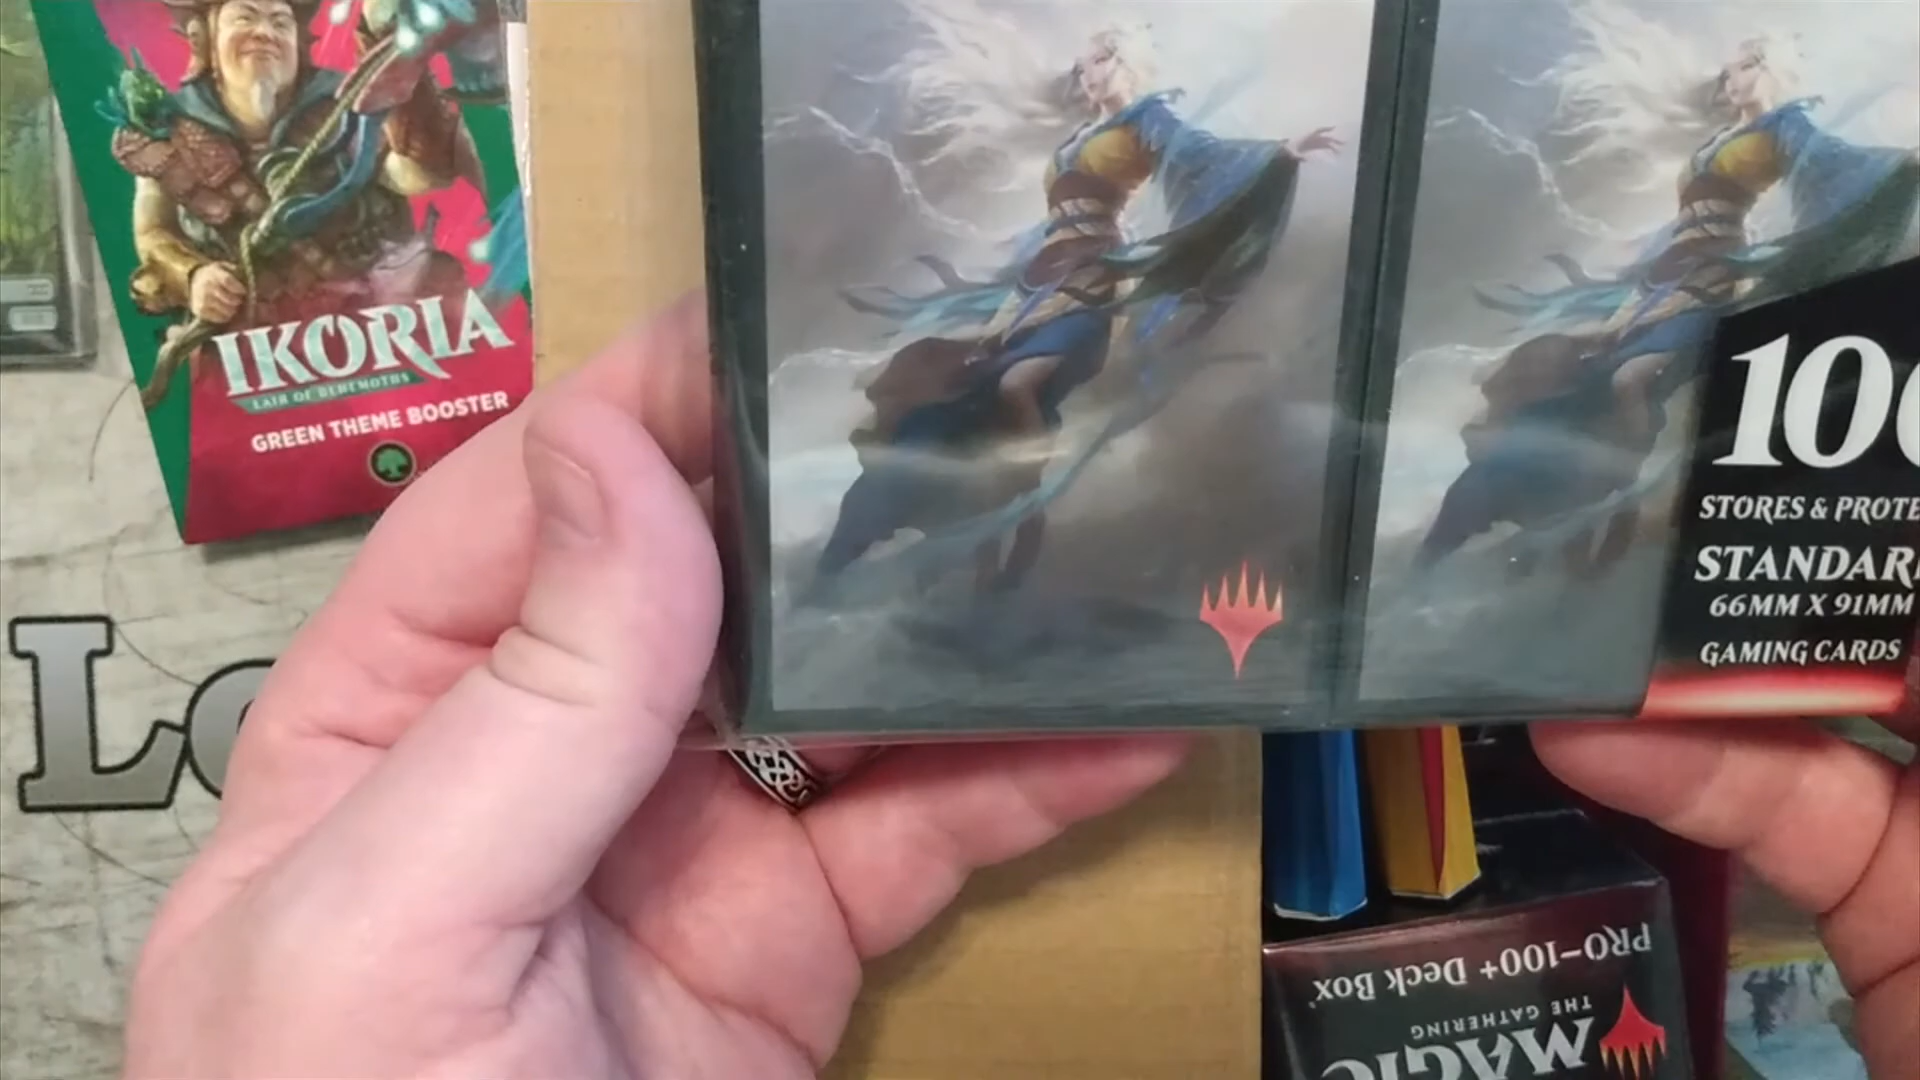 IKORIA
LAIR OF BEHEMOTHS
GREEN THEME BOOSTER
10
STORES & PROTE
STANDAR
66MM X 91MM
GAMING CARDS
PRO-100+ DECK BOX
MAGIC
THE GATHERING